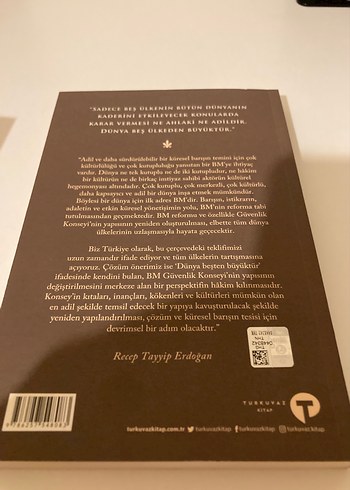 "SADECE BEŞ ÜLKENİN BÜTÜN DÜNYANIN
KADERİNİ ETKİLEYECEK KONULARDA
KARAR VERMESİ NE AHLAKİ NE ADİLDİR.
DÜNYA BEŞ ÜLKEDEN BÜYÜKTÜR."
"Adil ve daha sürdürülebilir bir küresel barışın temini için çok
kültürlülüğü ve çok kutupluluğu yansıtan bir BM'ye ihtiyaç
vardır. Dünya ne tek kutuplu ne de iki kutupludur, ne hâkim
bir kültürün ne de birkaç imtiyaz sahibi aktörün kültürel
hegemonyası altındadır. Çok kutuplu, çok merkezli, çok kültürlü,
daha kapsayıcı ve adil bir dünya inşa etmek mümkündür.
Böylesi bir dünya için ilk adres BM'dir. Barışın, istikrarın,
adaletin ve etkin küresel yönetişimin yolu, BM'nin reforma tabi
tutulmasından geçmektedir. BM reformu ve özellikle Güvenlik
Konseyi'nin yapısının yeniden oluşturulması, elbette tüm dünya
ülkelerinin uzlaşmasıyla hayata geçecektir.
Biz Türkiye olarak, bu çerçevedeki teklifimizi
uzun zamandır ifade ediyor ve tüm ülkelerin tartışmasına
açıyoruz. Çözüm önerimiz ise 'Dünya beşten büyüktür'
ifadesinde kendini bulan, BM Güvenlik Konseyi'nin yapısının
değiştirilmesini merkeze alan bir perspektifin hâkim kılınmasıdır.
Konsey'in kıtaları, inançları, kökenleri ve kültürleri mümkün olan
en adil şekilde temsil edecek bir yapıya kavuşturulacak şekilde
yeniden yapılandırılması, çözüm ve küresel barışın tesisi için
devrimsel bir adım olacaktır."
Recep Tayyip Erdoğan
TURKUVAZ
KİTAP
www.turkuvazkitap.com.tr turkuvazkitap turkuvazkitap